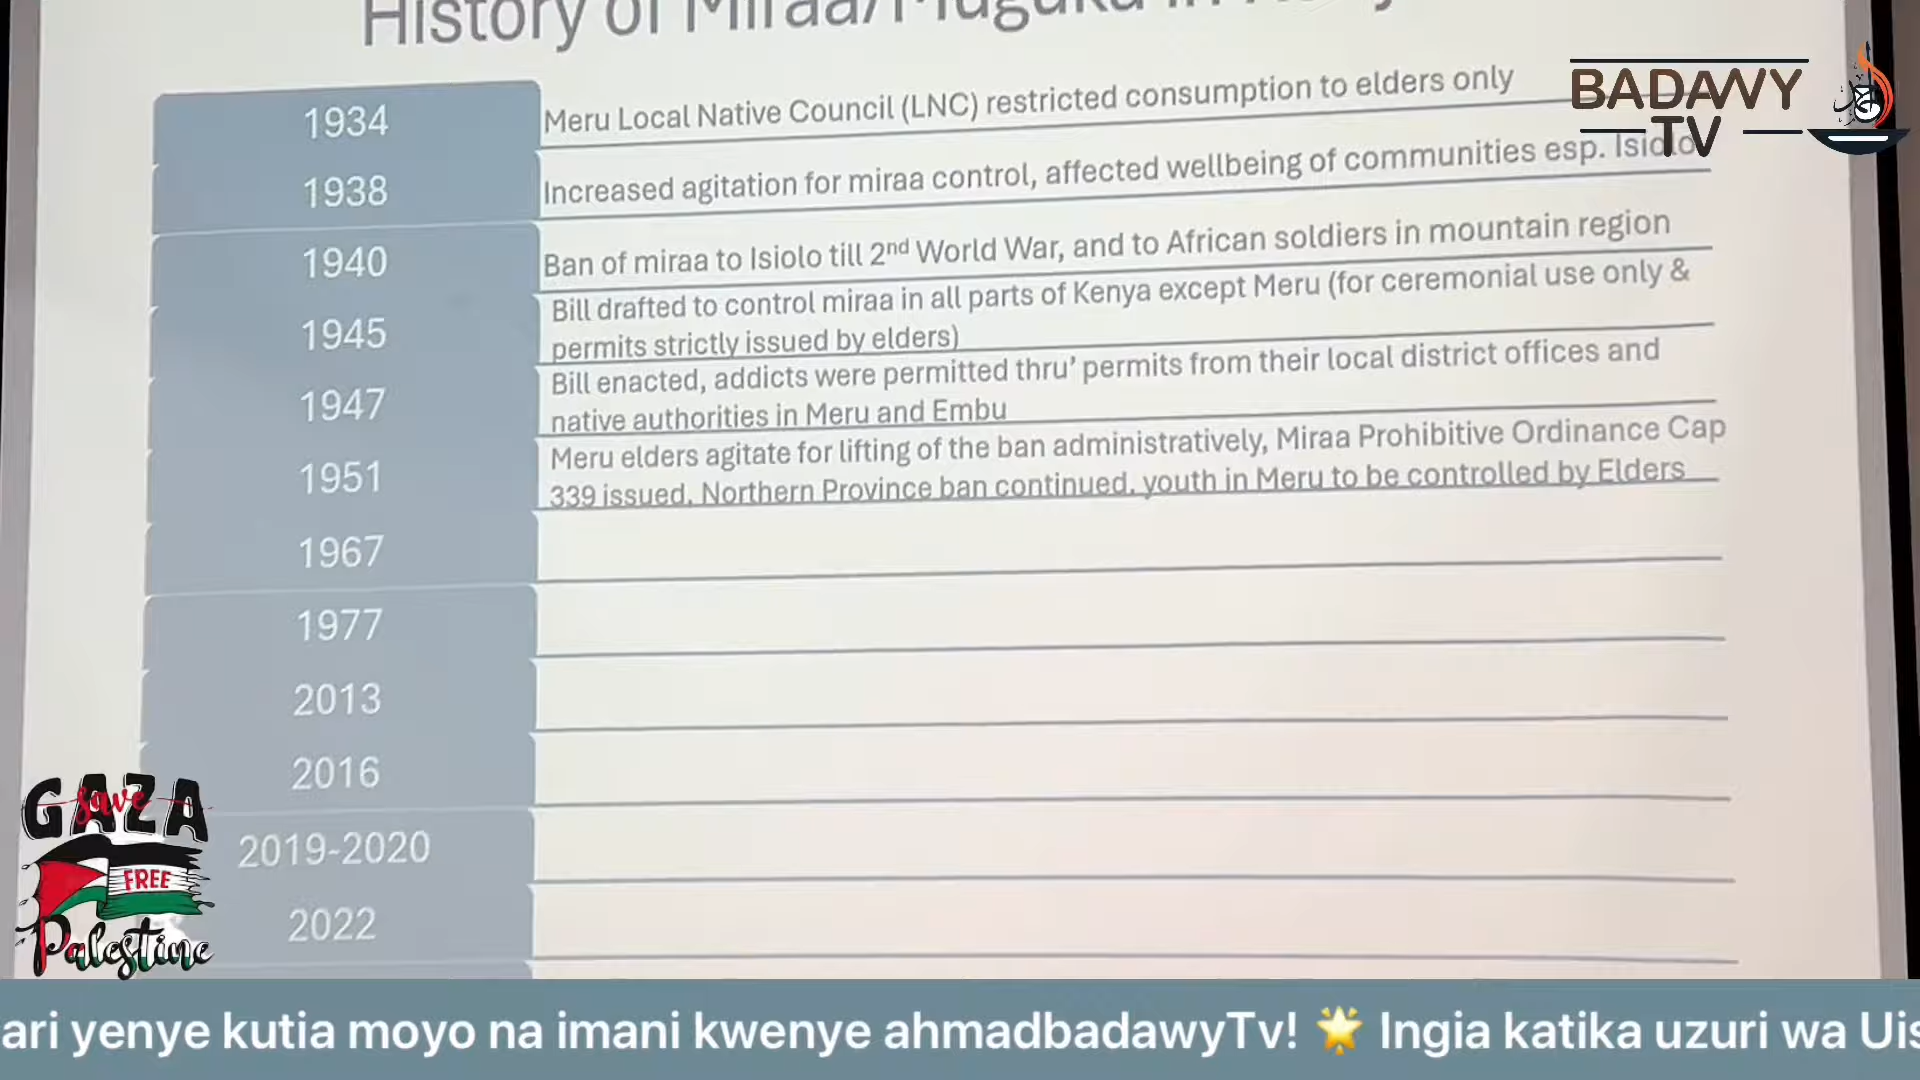 History of Miraa/Muguka in
BADAWY
TV
1934
Meru Local Native Council (LNC) restricted consumption to elders only
1938
Increased agitation for miraa control, affected wellbeing of communities esp. Isiolo
1940
Ban of miraa to Isiolo till 2nd World War, and to African soldiers in mountain region
1945
Bill drafted to control miraa in all parts of Kenya except Meru (for ceremonial use only &
permits strictly issued by elders)
1947
Bill enacted, addicts were permitted thru’ permits from their local district offices and
native authorities in Meru and Embu
1951
Meru elders agitate for lifting of the ban administratively, Miraa Prohibitive Ordinance Cap
339 issued, Northern Province ban continued, youth in Meru to be controlled by Elders
1967
1977
2013
2016
2019-2020
2022
GAZA
save
FREE
Palestine
ari yenye kutia moyo na imani kwenye ahmadbadawyTv! 🌟 Ingia katika uzuri wa Uis